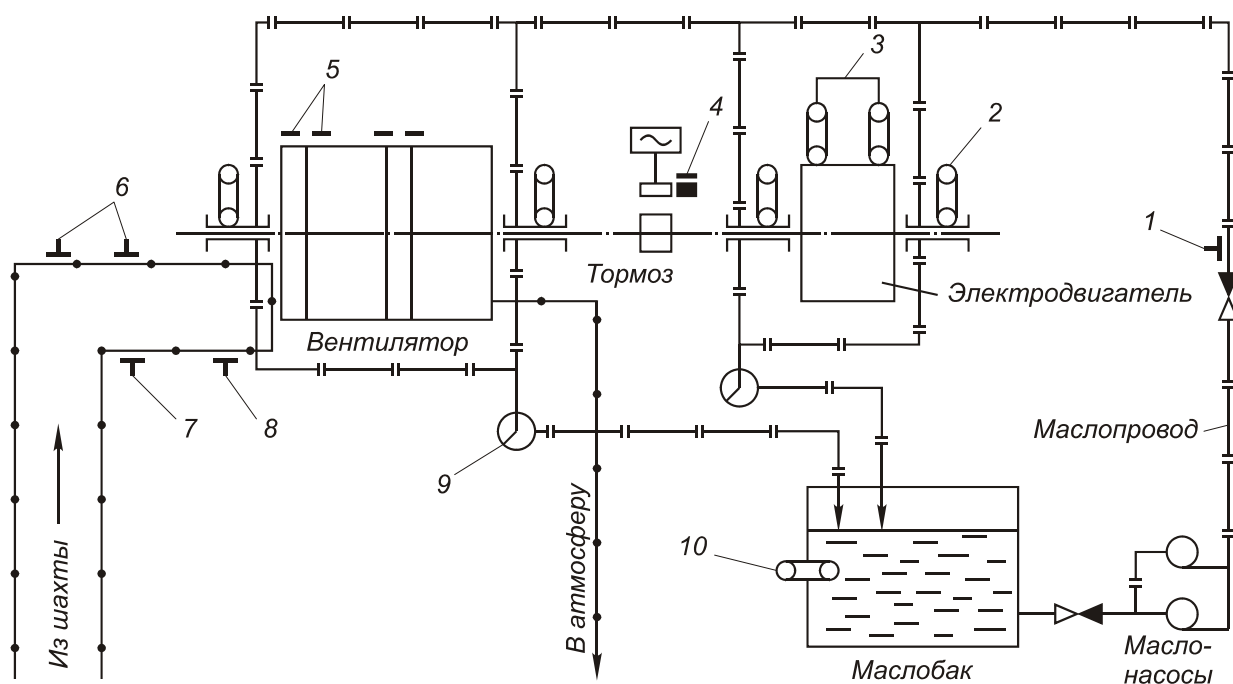 3
5
4
2
6
1
Тормоз
Электродвигатель
Вентилятор
7
8
9
Маслопровод
Из шахты
В атмосферу
10
Маслобак
Масло-
насосы